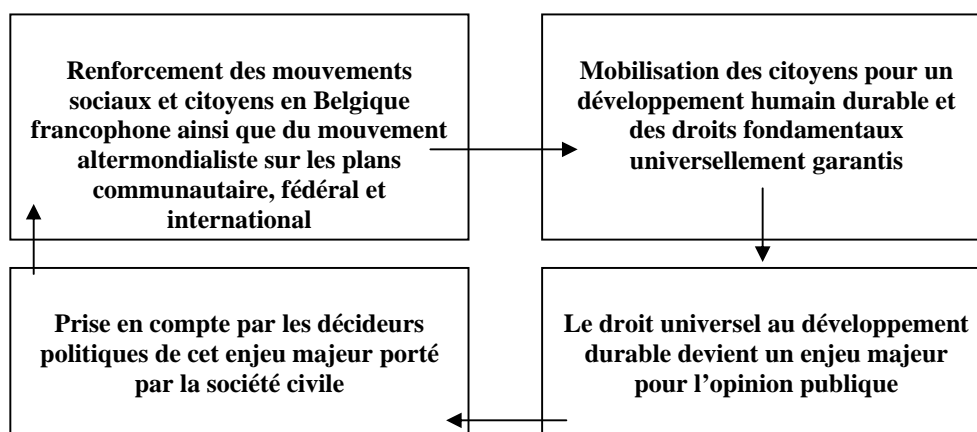 Renforcement des mouvements
sociaux et citoyens en Belgique
francophone ainsi que du mouvement
altermondialiste sur les plans
communautaire, fédéral et
international
Mobilisation des citoyens pour un
développement humain durable et
des droits fondamentaux
universellement garantis
Le droit universel au développement
durable devient un enjeu majeur
pour l’opinion publique
Prise en compte par les décideurs
politiques de cet enjeu majeur porté
par la société civile